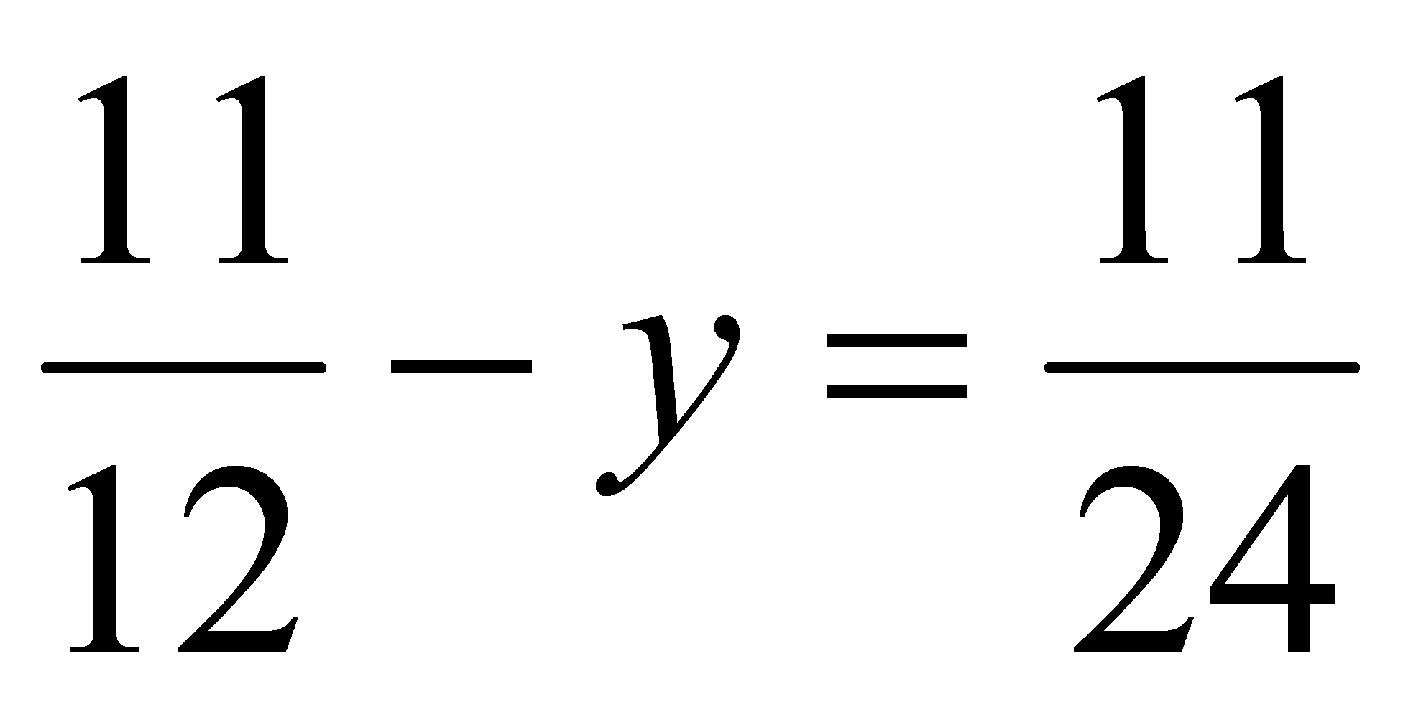 11/12 − y = 11/24